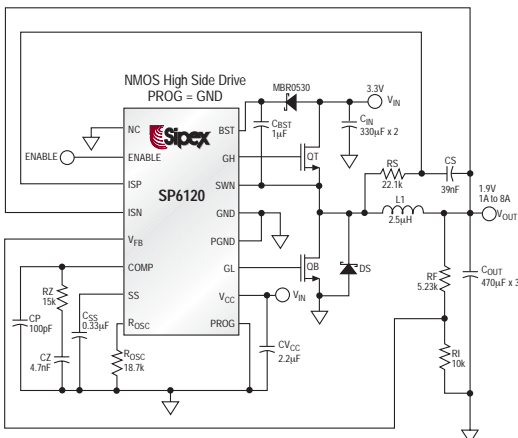 NMOS High Side Drive
PROG = GND
MBR0530
3.3V
VIN
NC
Sipex
BST
CBST
1µF
CIN
330µF x 2
ENABLE
ENABLE
GH
QT
RS
22.1k
CS
39nF
ISP
SWN
SP6120
1.9V
1A to 8A
VOUT
L1
2.5µH
ISN
GND
VFB
PGND
COMP
GL
QB
DS
RF
5.23k
COUT
470µF x 3
RZ
15k
SS
VCC
VIN
CP
100pF
CSS
0.33µF
ROSC
PROG
CZ
4.7nF
ROSC
18.7k
CVCC
2.2µF
RI
10k